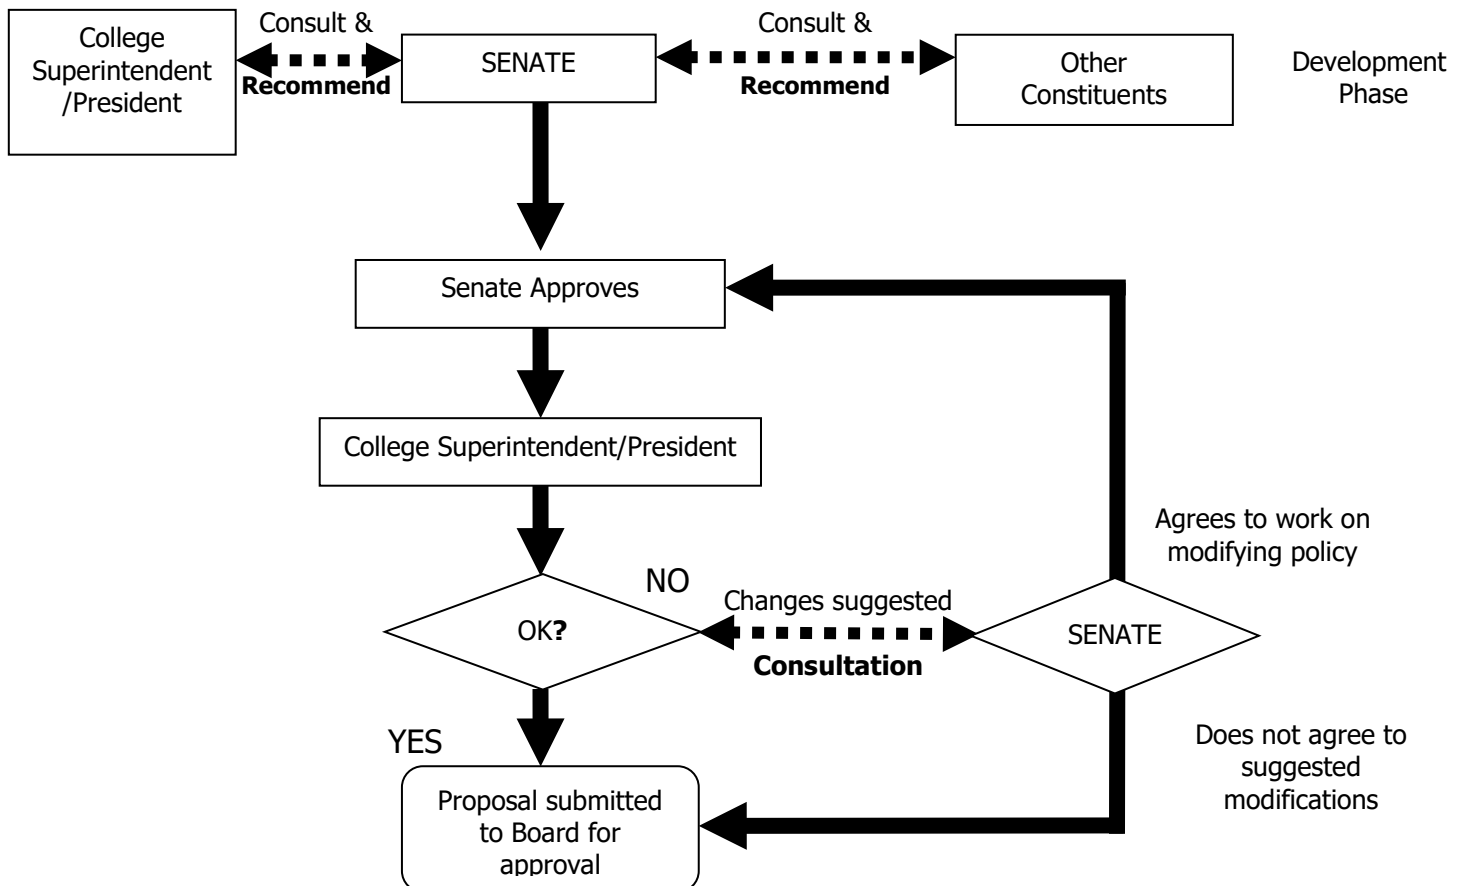 College
Superintendent
/President
Consult &
Recommend
SENATE
Consult &
Recommend
Other
Constituents
Development
Phase
Senate Approves
College Superintendent/President
Agrees to work on
modifying policy
OK?
NO
Changes suggested
Consultation
SENATE
YES
Does not agree to
suggested
modifications
Proposal submitted
to Board for
approval